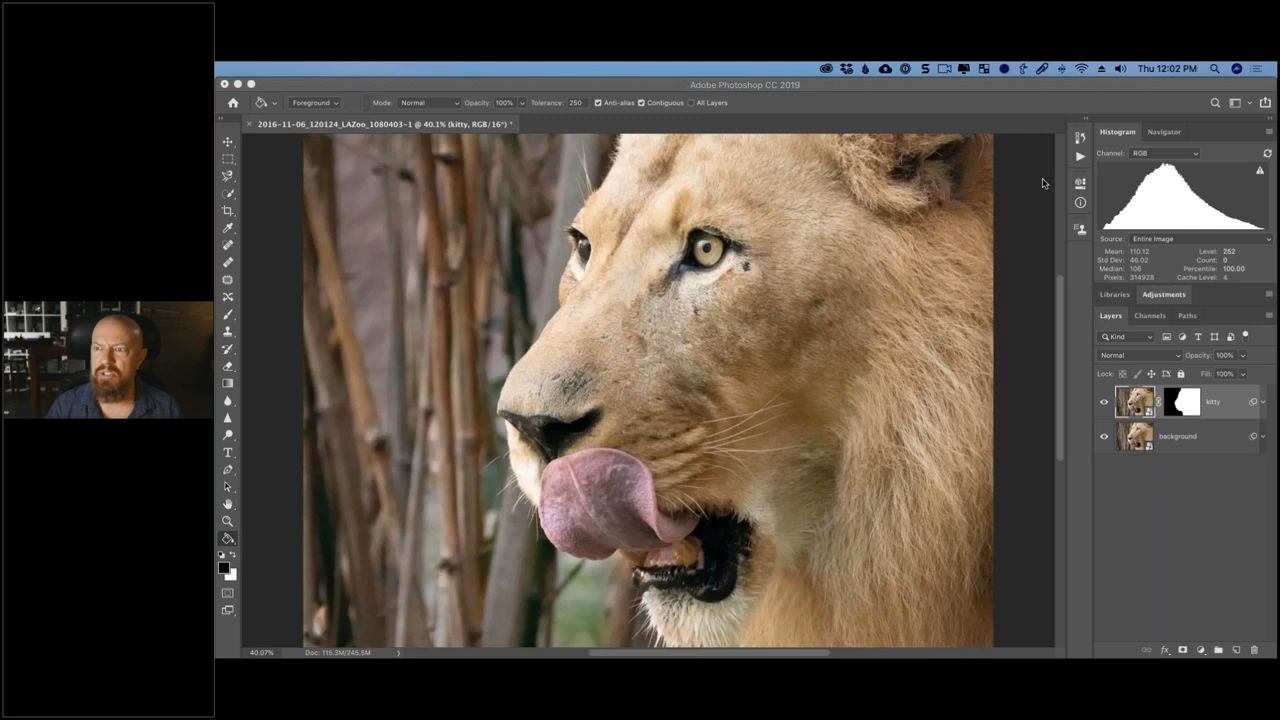 Thu 12:02 PM
Adobe Photoshop CC 2019
Foreground Mode: Normal Opacity: 100% Tolerance: 250 Anti-alias Contiguous All Layers
2016-11-06_120124_LAZoo_1080403-1 @ 40.1% (kitty, RGB/16*) *
Histogram Navigator
Channel: RGB
Source: Entire Image
Mean: 110.12 Level: 252
Std Dev: 46.02 Count: 0
Median: 106 Percentile: 100.00
Pixels: 314928 Cache Level: 4
Libraries Adjustments
Layers Channels Paths
Kind
Normal Opacity: 100%
Lock: Fill: 100%
kitty
background
40.07% Doc: 115.3M/245.5M